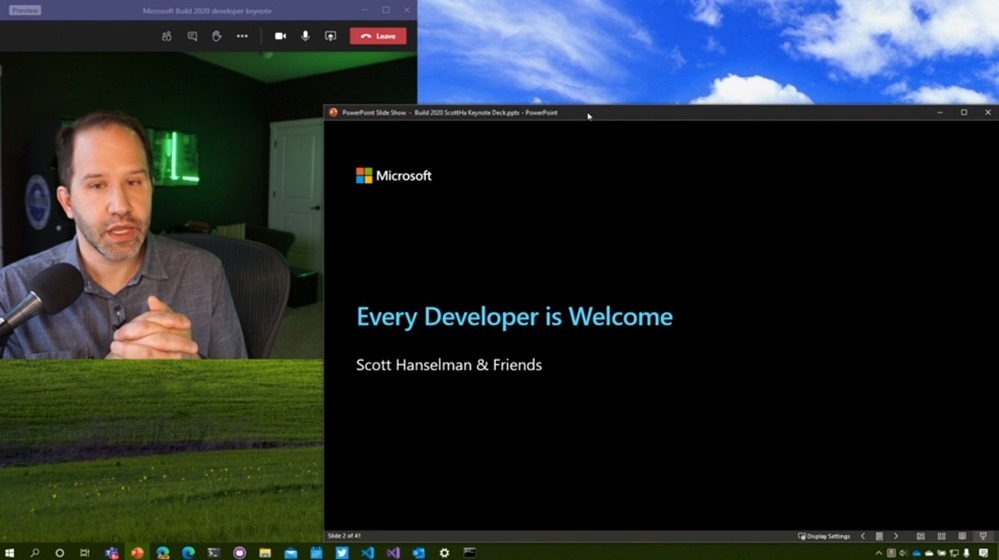 Preview
Microsoft Build 2020 developer keynote
Leave
PowerPoint Slide Show - Build 2020 ScottHa Keynote Deck.pptx - PowerPoint
Microsoft
Every Developer is Welcome
Scott Hanselman & Friends
Slide 2 of 41
Display Settings